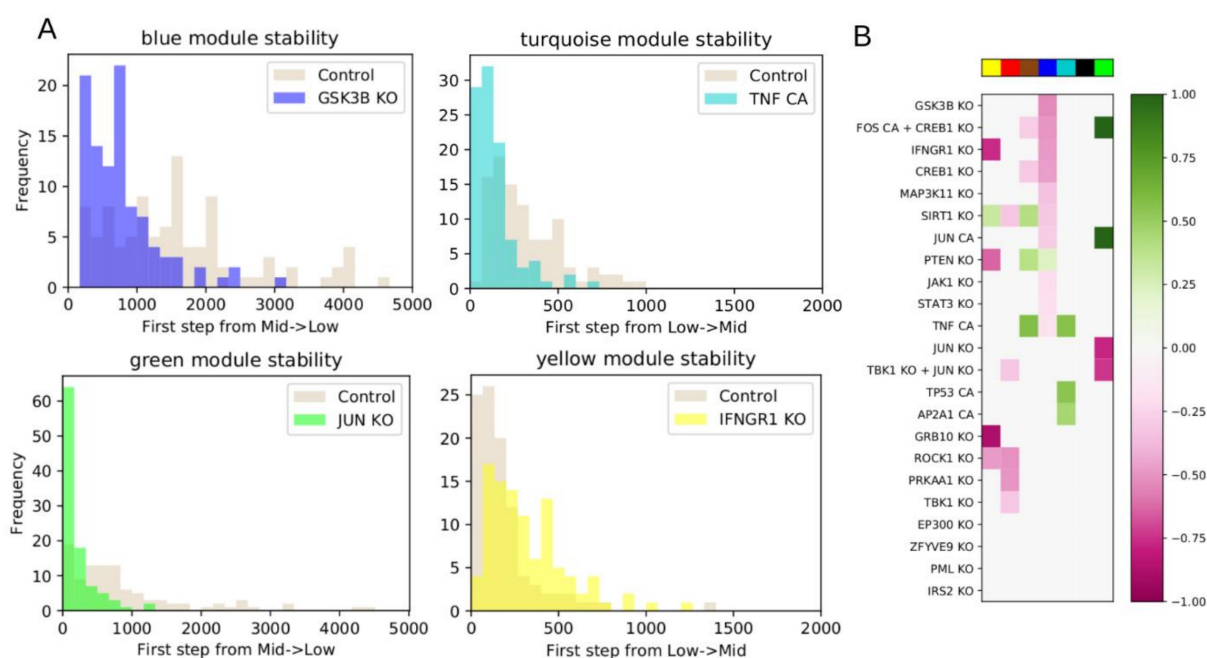 A
blue module stability
Control
GSK3B KO
Frequency
20
15
10
5
0
0 1000 2000 3000 4000 5000
First step from Mid->Low
turquoise module stability
Control
TNF CA
30
25
20
15
10
5
0
0 500 1000 1500 2000
First step from Low->Mid
green module stability
Control
JUN KO
Frequency
60
50
40
30
20
10
0
0 1000 2000 3000 4000 5000
First step from Mid->Low
yellow module stability
Control
IFNGR1 KO
25
20
15
10
5
0
0 500 1000 1500 2000
First step from Low->Mid
B
GSK3B KO
FOS CA + CREB1 KO
IFNGR1 KO
CREB1 KO
MAP3K11 KO
SIRT1 KO
JUN CA
PTEN KO
JAK1 KO
STAT3 KO
TNF CA
JUN KO
TBK1 KO + JUN KO
TP53 CA
AP2A1 CA
GRB10 KO
ROCK1 KO
PRKAA1 KO
TBK1 KO
EP300 KO
ZFYVE9 KO
PML KO
IRS2 KO
1.00
0.75
0.50
0.25
0.00
−0.25
−0.50
−0.75
−1.00